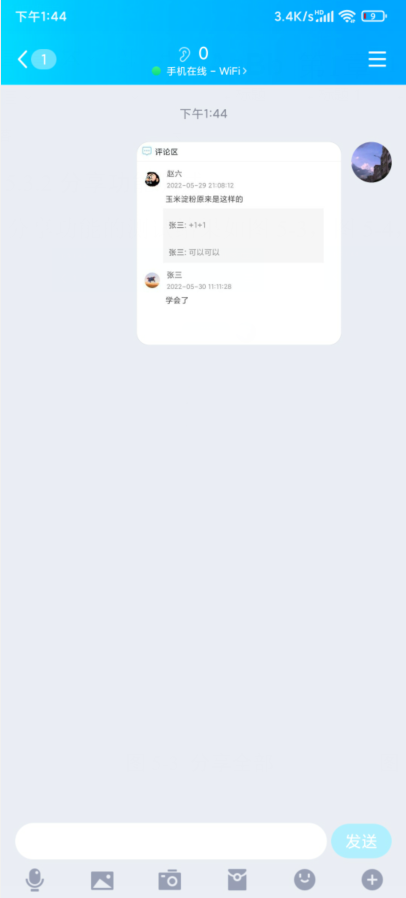 下午1:44
3.4K/s HD 9
1
0
手机在线 - WiFi
下午1:44
评论区
赵六
2022-05-29 21:08:12
玉米淀粉原来是这样的
张三: +1+1
张三: 可以可以
张三
2022-05-30 11:11:28
学会了
发送